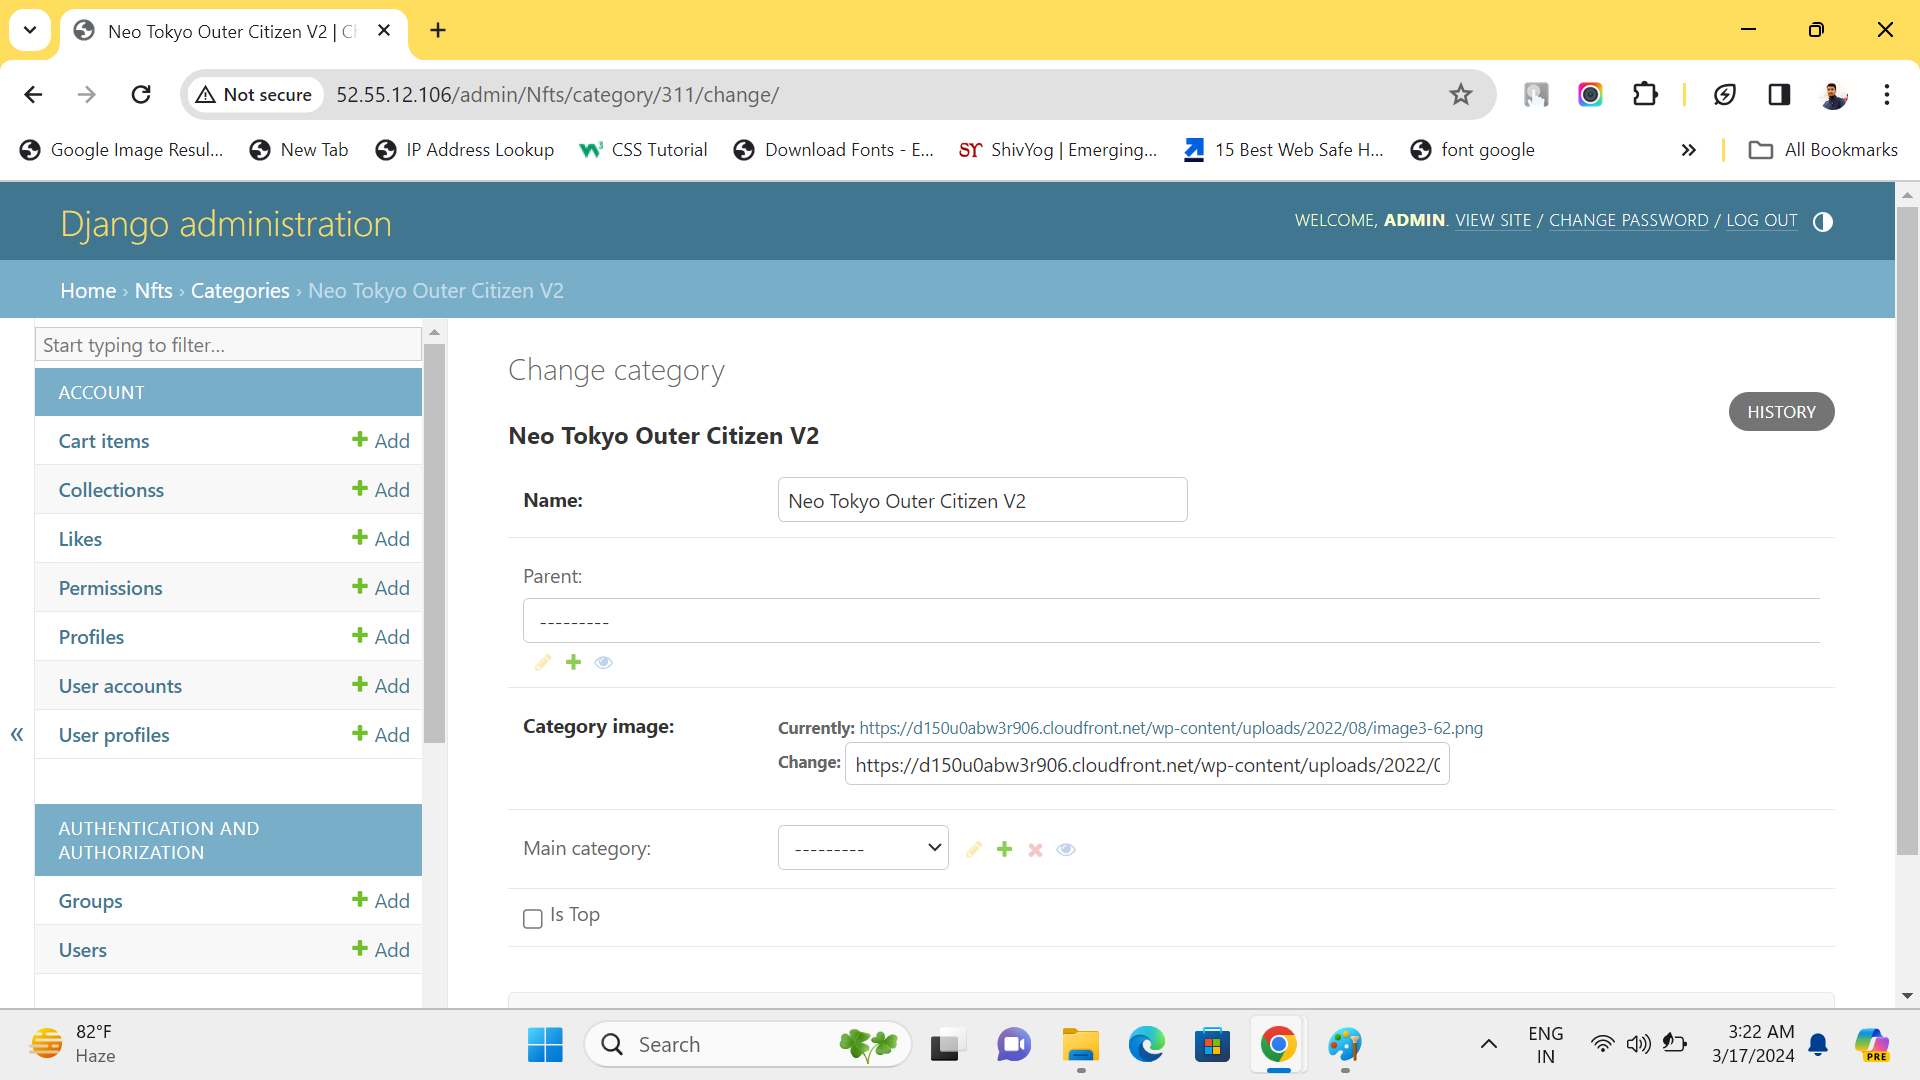 Neo Tokyo Outer Citizen V2 | Ch
Not secure 52.55.12.106/admin/Nfts/category/311/change/
Google Image Resul... New Tab IP Address Lookup CSS Tutorial Download Fonts - E... ShivYog | Emerging... 15 Best Web Safe H... font google » All Bookmarks
Django administration
WELCOME, ADMIN. VIEW SITE / CHANGE PASSWORD / LOG OUT
Home › Nfts › Categories › Neo Tokyo Outer Citizen V2
Start typing to filter...
ACCOUNT
Cart items Add
Collectionss Add
Likes Add
Permissions Add
Profiles Add
User accounts Add
User profiles Add
«
AUTHENTICATION AND
AUTHORIZATION
Groups Add
Users Add
Change category
HISTORY
Neo Tokyo Outer Citizen V2
Name: Neo Tokyo Outer Citizen V2
Parent:
---------
Category image: Currently: https://d150u0abw3r906.cloudfront.net/wp-content/uploads/2022/08/image3-62.png
Change: https://d150u0abw3r906.cloudfront.net/wp-content/uploads/2022/0
Main category: ---------
Is Top
82°F
Haze
Search
PRE
ENG
IN
3:22 AM
3/17/2024